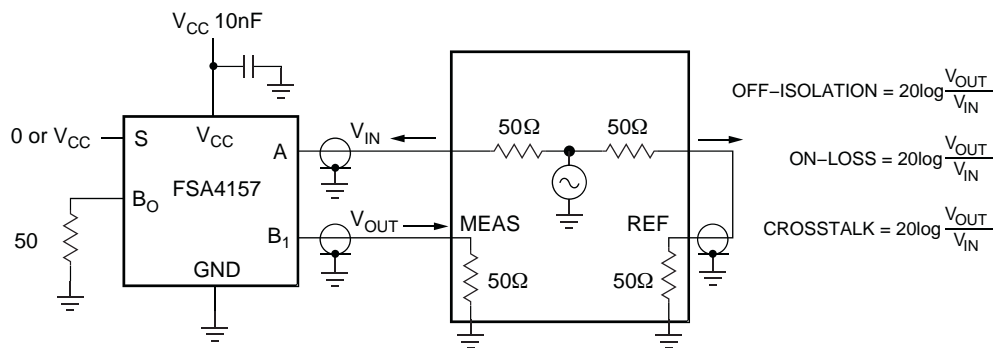 V_CC 10nF
0 or V_CC
S
V_CC
A
V_IN
50Ω
50Ω
OFF–ISOLATION = 20log V_OUT/V_IN
FSA4157
ON–LOSS = 20log V_OUT/V_IN
B_O
50
B_1
V_OUT
MEAS
REF
CROSSTALK = 20log V_OUT/V_IN
GND
50Ω
50Ω